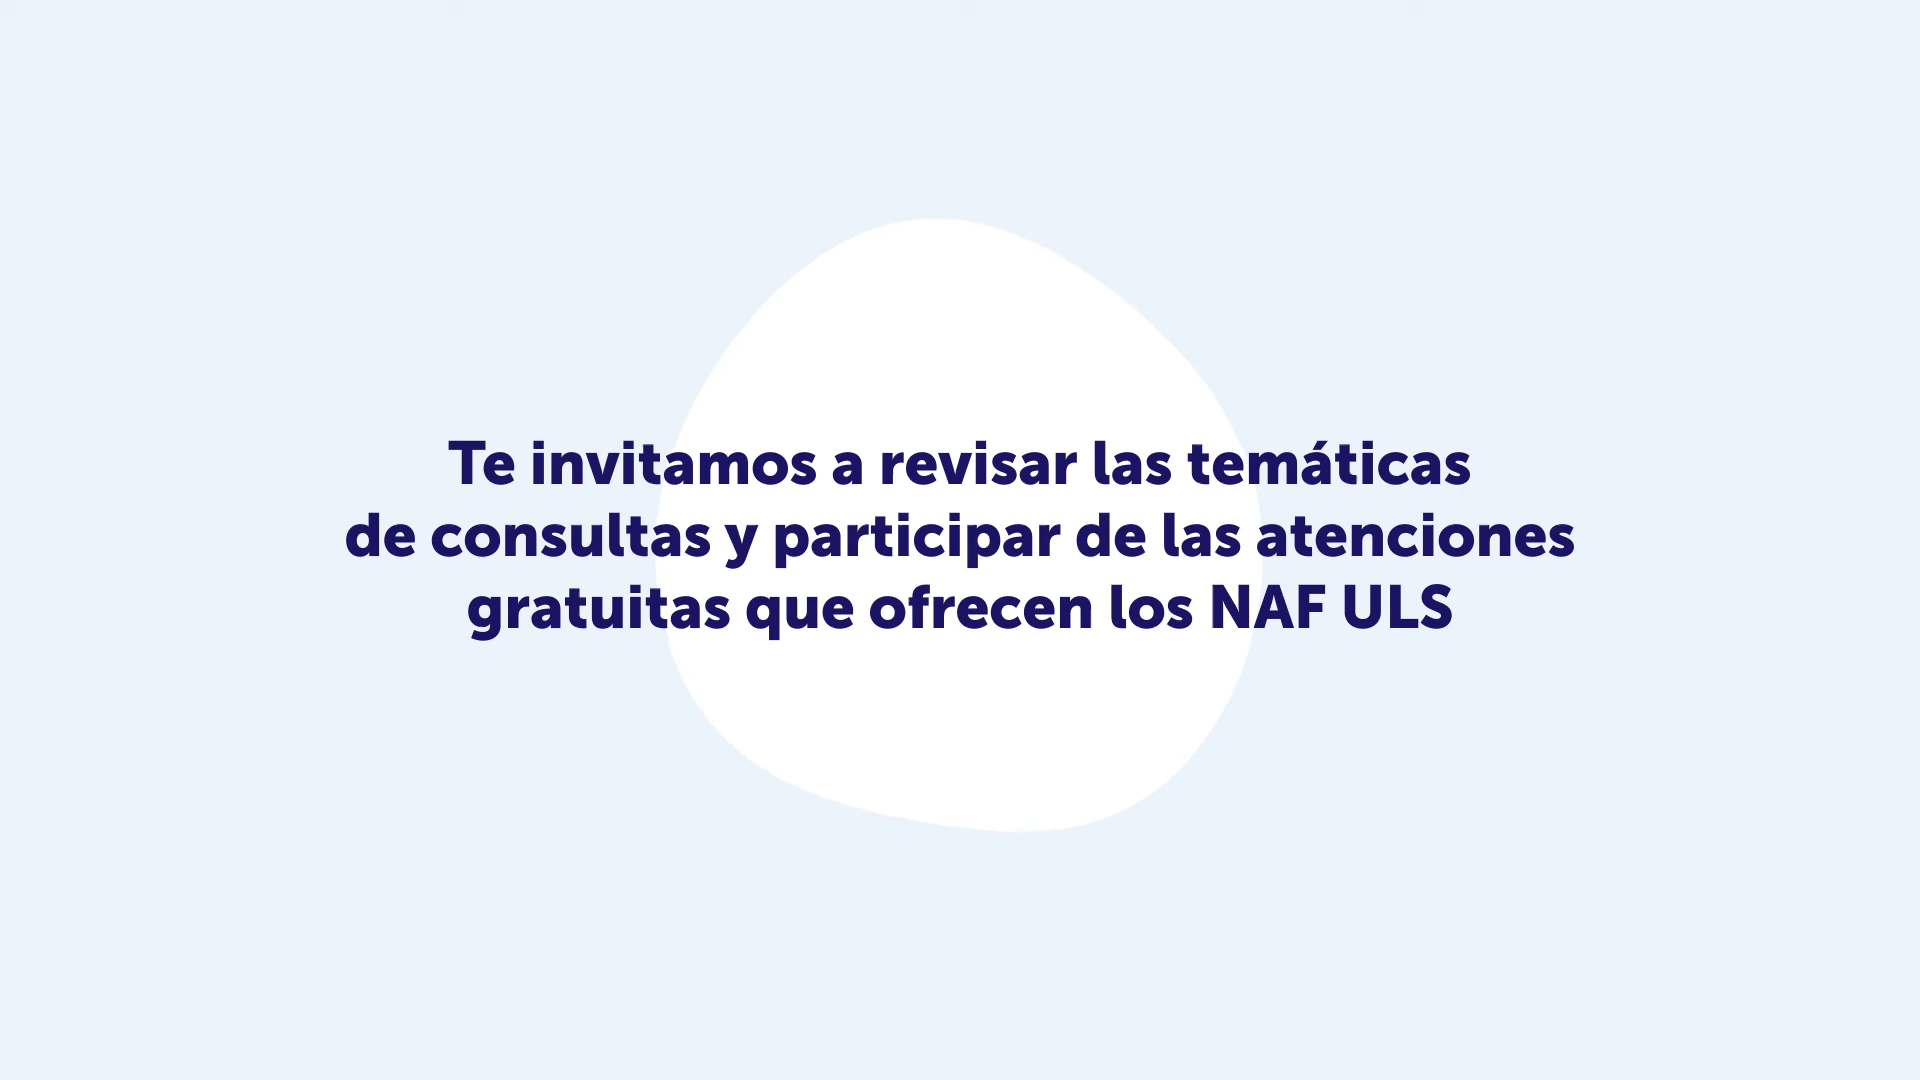 Te invitamos a revisar las temáticas
de consultas y participar de las atenciones
gratuitas que ofrecen los NAF ULS